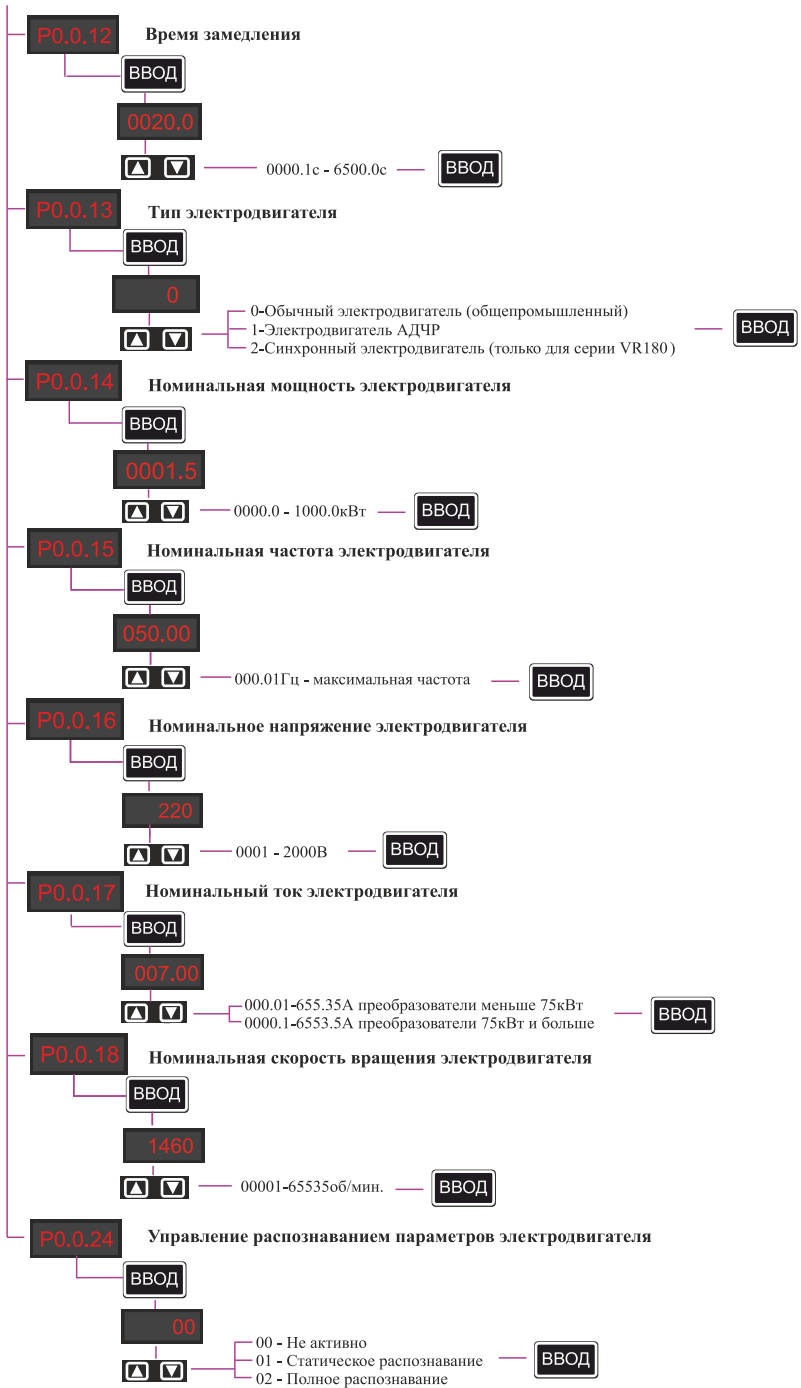 P0.0.12 Время замедления
ВВОД
0020.0
0000.1с - 6500.0с ВВОД
P0.0.13 Тип электродвигателя
ВВОД
0
0-Обычный электродвигатель (общепромышленный)
1-Электродвигатель АДЧР ВВОД
2-Синхронный электродвигатель (только для серии VR180)
P0.0.14 Номинальная мощность электродвигателя
ВВОД
0001.5
0000.0 - 1000.0кВт ВВОД
P0.0.15 Номинальная частота электродвигателя
ВВОД
050.00
000.01Гц - максимальная частота ВВОД
P0.0.16 Номинальное напряжение электродвигателя
ВВОД
220
0001 - 2000В ВВОД
P0.0.17 Номинальный ток электродвигателя
ВВОД
007.00
000.01-655.35А преобразователи меньше 75кВт
0000.1-6553.5А преобразователи 75кВт и больше ВВОД
P0.0.18 Номинальная скорость вращения электродвигателя
ВВОД
1460
00001-65535об/мин. ВВОД
P0.0.24 Управление распознаванием параметров электродвигателя
ВВОД
00
00 - Не активно
01 - Статическое распознавание ВВОД
02 - Полное распознавание